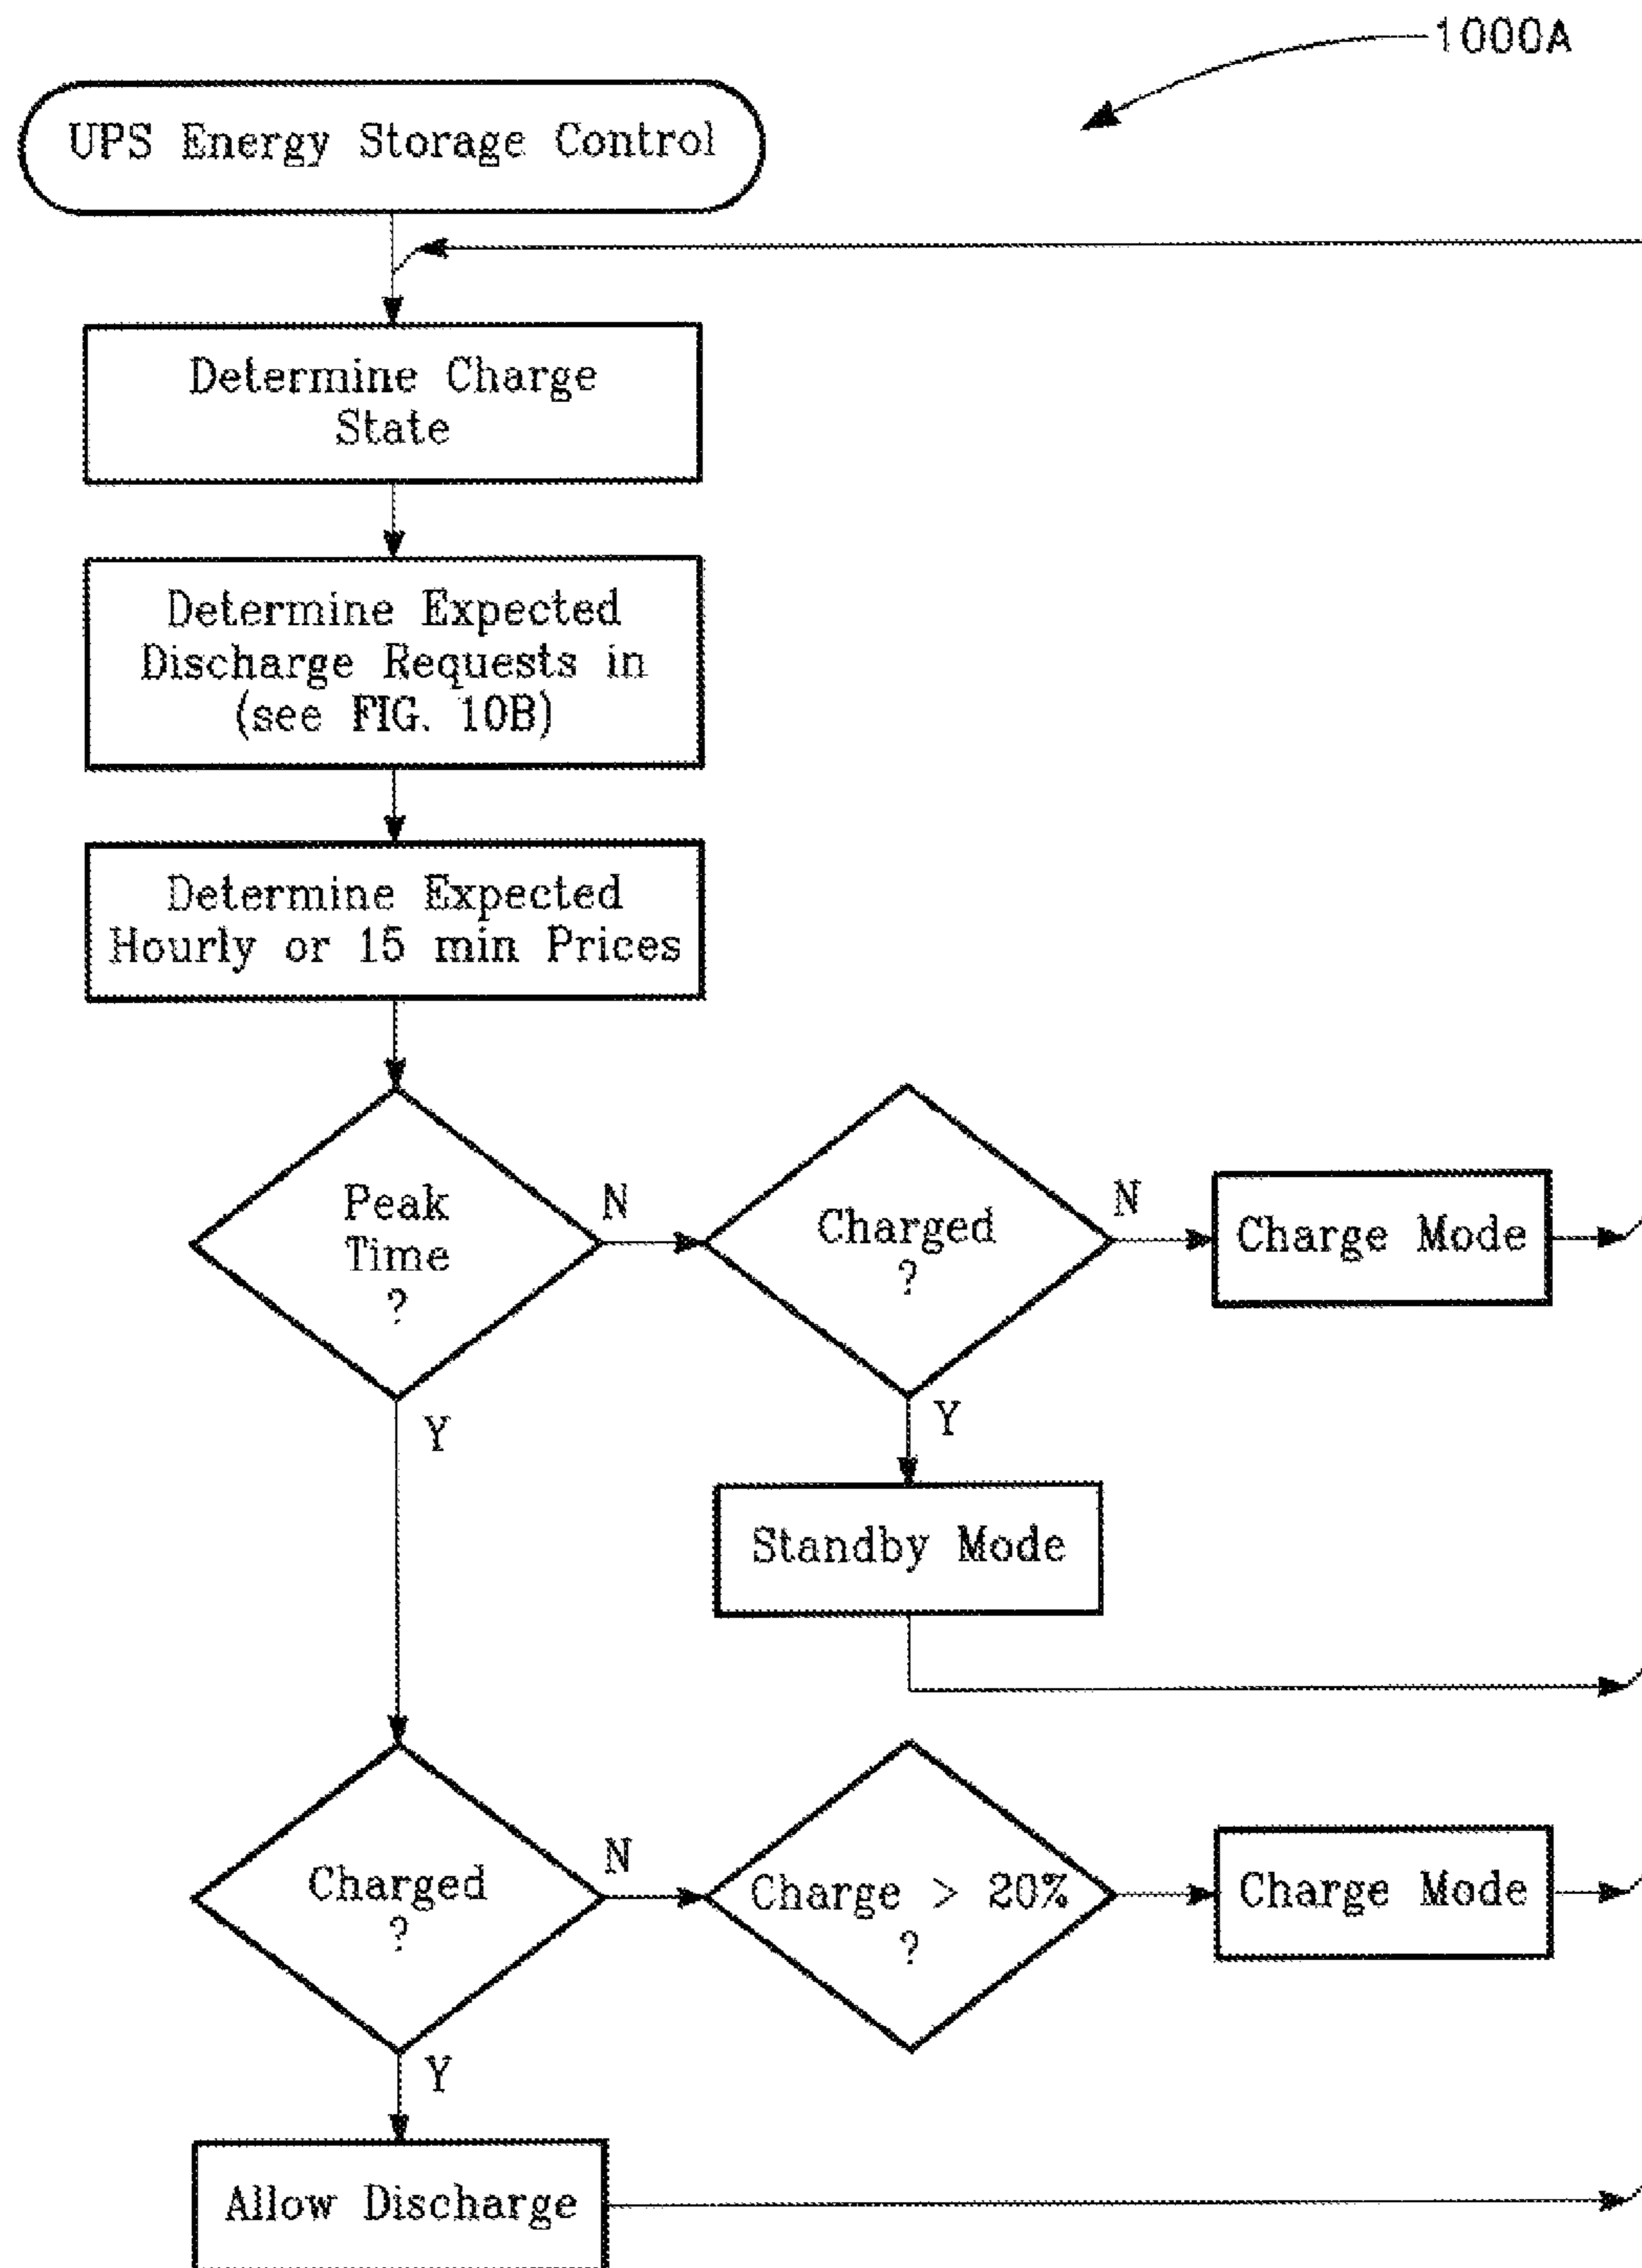 1000A
UPS Energy Storage Control
Determine Charge
State
Determine Expected
Discharge Requests in
(see FIG. 10B)
Determine Expected
Hourly or 15 min Prices
Peak
Time
?
N
Charged
?
N
Charge Mode
Y
Y
Standby Mode
Charged
?
N
Charge > 20%
?
Charge Mode
Y
Allow Discharge